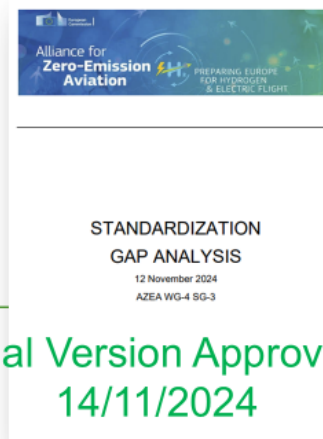 European
Commission
Alliance for
Zero-Emission
Aviation
H₂
PREPARING EUROPE
FOR HYDROGEN
& ELECTRIC FLIGHT
STANDARDIZATION
GAP ANALYSIS
12 November 2024
AZEA WG-4 SG-3
al Version Approv
14/11/2024